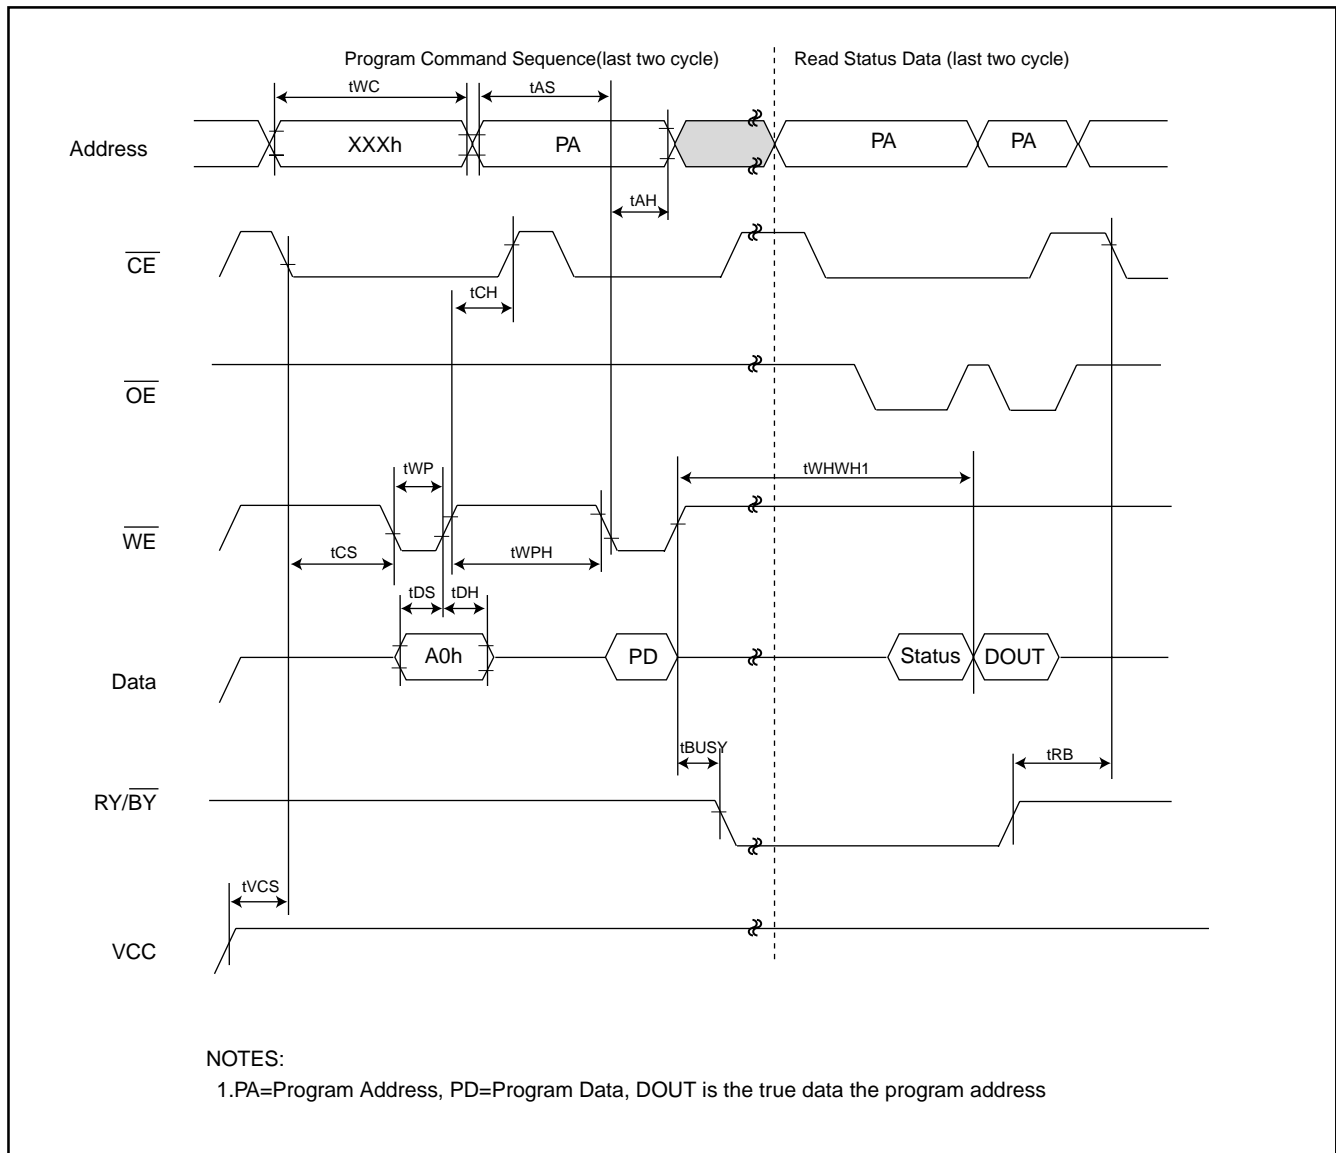 Program Command Sequence(last two cycle)
Read Status Data (last two cycle)
tWC
tAS
Address
XXXh
PA
PA
PA
tAH
CE
tCH
OE
tWP
tWHWH1
WE
tCS
tWPH
tDS
tDH
Data
A0h
PD
Status
DOUT
tBUSY
tRB
RY/BY
tVCS
VCC
NOTES:
1.PA=Program Address, PD=Program Data, DOUT is the true data the program address